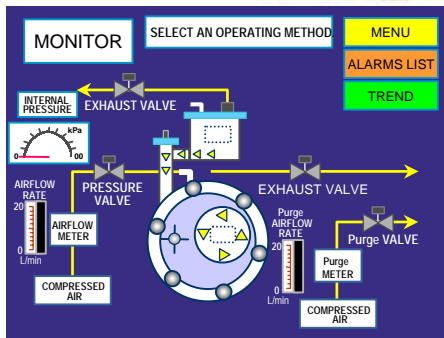 MONITOR
SELECT AN OPERATING METHOD
MENU
ALARMS LIST
TREND
INTERNAL
PRESSURE
EXHAUST VALVE
kPa
0
00
AIRFLOW
RATE
20
0
L/min
PRESSURE
VALVE
AIRFLOW
METER
COMPRESSED
AIR
EXHAUST VALVE
Purge
AIRFLOW
RATE
20
0
L/min
Purge VALVE
Purge
METER
COMPRESSED
AIR